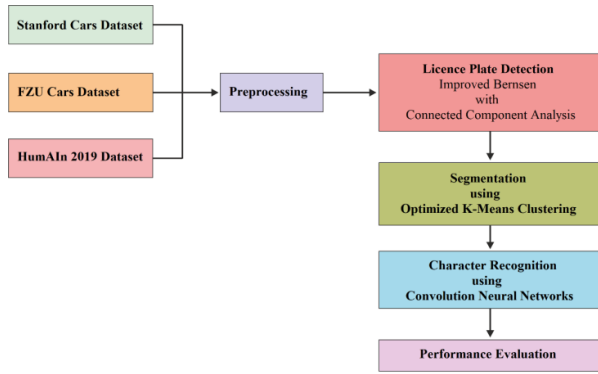 Stanford Cars Dataset
FZU Cars Dataset
HumAIn 2019 Dataset
Preprocessing
Licence Plate Detection
Improved Bernsen
with
Connected Component Analysis
Segmentation
using
Optimized K-Means Clustering
Character Recognition
using
Convolution Neural Networks
Performance Evaluation